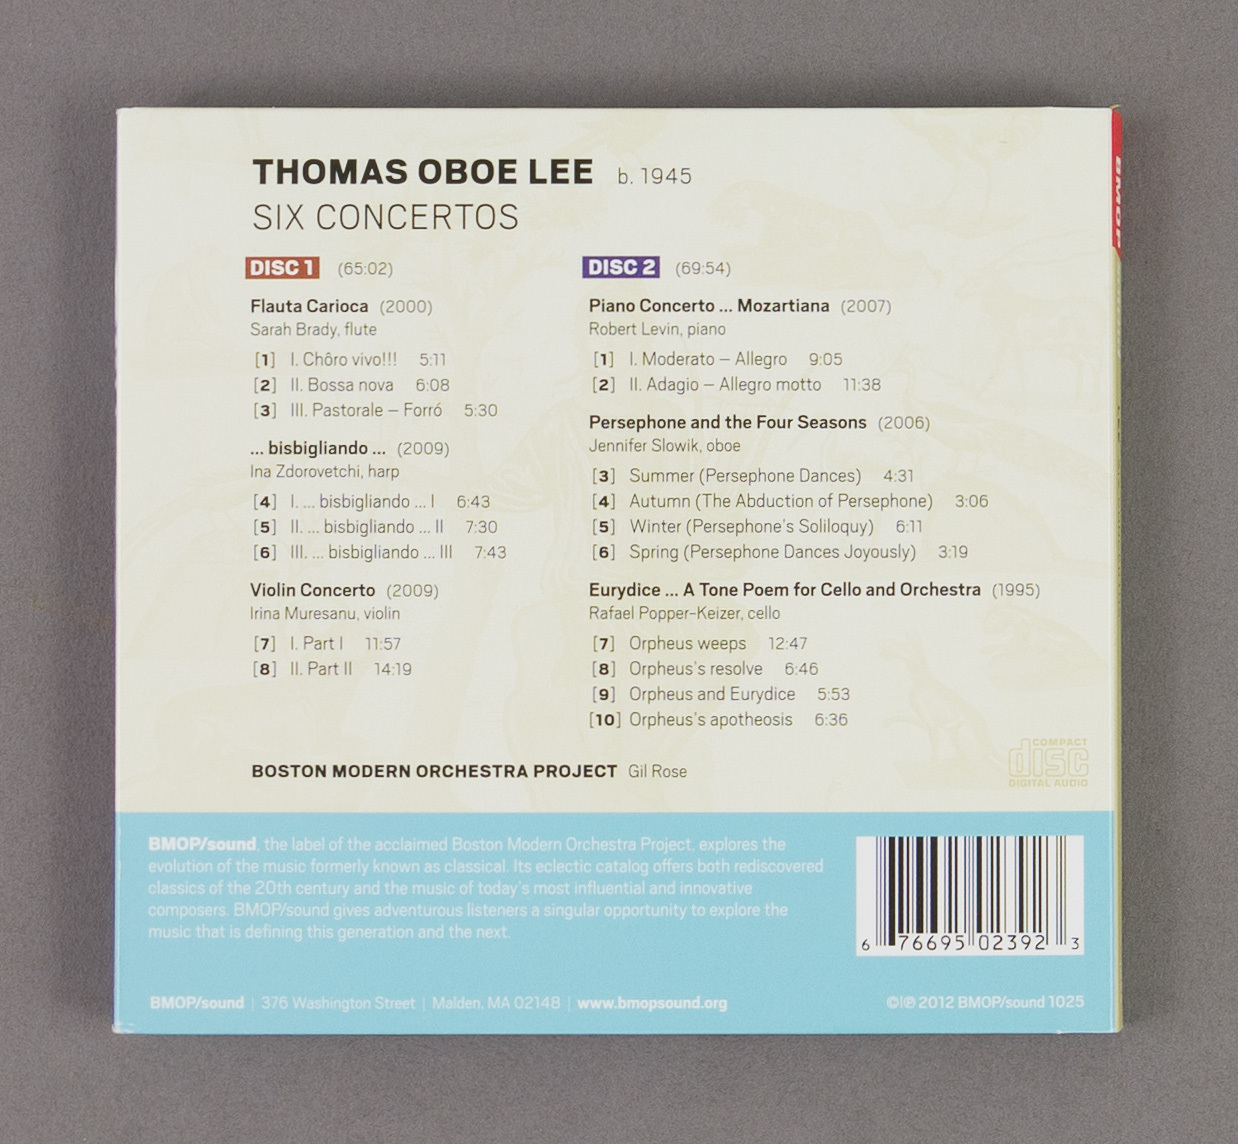 THOMAS OBOE LEE b. 1945
SIX CONCERTOS
DISC 1 (65:02)
Flauta Carioca (2000)
Sarah Brady, flute
[1] I. Chôro vivo!!! 5:11
[2] II. Bossa nova 6:08
[3] III. Pastorale – Forró 5:30
... bisbigliando ... (2009)
Ina Zdorovetchi, harp
[4] I. ... bisbigliando ... I 6:43
[5] II. ... bisbigliando ... II 7:30
[6] III. ... bisbigliando ... III 7:43
Violin Concerto (2009)
Irina Muresanu, violin
[7] I. Part I 11:57
[8] II. Part II 14:19
DISC 2 (69:54)
Piano Concerto ... Mozartiana (2007)
Robert Levin, piano
[1] I. Moderato – Allegro 9:05
[2] II. Adagio – Allegro motto 11:38
Persephone and the Four Seasons (2006)
Jennifer Slowik, oboe
[3] Summer (Persephone Dances) 4:31
[4] Autumn (The Abduction of Persephone) 3:06
[5] Winter (Persephone's Soliloquy) 6:11
[6] Spring (Persephone Dances Joyously) 3:19
Eurydice ... A Tone Poem for Cello and Orchestra (1995)
Rafael Popper-Keizer, cello
[7] Orpheus weeps 12:47
[8] Orpheus's resolve 6:46
[9] Orpheus and Eurydice 5:53
[10] Orpheus's apotheosis 6:36
BOSTON MODERN ORCHESTRA PROJECT Gil Rose
COMPACT
disc
DIGITAL AUDIO
BMOP
BMOP/sound, the label of the acclaimed Boston Modern Orchestra Project, explores the
evolution of the music formerly known as classical. Its eclectic catalog offers both rediscovered
classics of the 20th century and the music of today's most influential and innovative
composers. BMOP/sound gives adventurous listeners a singular opportunity to explore the
music that is defining this generation and the next.
6 76695 02392 3
BMOP/sound | 376 Washington Street | Malden, MA 02148 | www.bmopsound.org
©|℗ 2012 BMOP/sound 1025